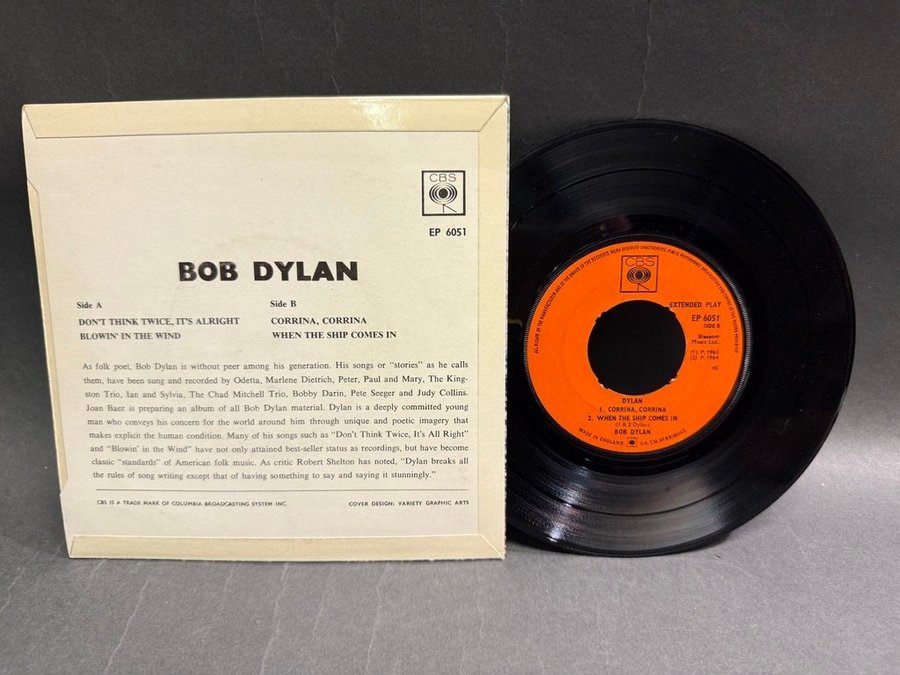 CBS
EP 6051
BOB DYLAN
Side A
DON'T THINK TWICE, IT'S ALRIGHT
BLOWIN' IN THE WIND
Side B
CORRINA, CORRINA
WHEN THE SHIP COMES IN
As folk poet, Bob Dylan is without peer among his generation. His songs or "stories" as he calls
them, have been sung and recorded by Odetta, Marlene Dietrich, Peter, Paul and Mary, The King-
ston Trio, Ian and Sylvia, The Chad Mitchell Trio, Bobby Darin, Pete Seeger and Judy Collins.
Joan Baez is preparing an album of all Bob Dylan material. Dylan is a deeply committed young
man who conveys his concern for the world around him through unique and poetic imagery that
makes explicit the human condition. Many of his songs such as "Don't Think Twice, It's All Right"
and "Blowin' in the Wind" have not only attained best-seller status as recordings, but have become
classic "standards" of American folk music. As critic Robert Shelton has noted, "Dylan breaks all
the rules of song writing except that of having something to say and saying it stunningly."
CBS IS A TRADE MARK OF COLUMBIA BROADCASTING SYSTEM INC.
COVER DESIGN: VARIETY GRAPHIC ARTS
CBS
EXTENDED PLAY
EP 6051
SIDE B
Blossom
Music Ltd.
(1) P. 1963
(2) P. 1964
45
DYLAN
1. CORRINA, CORRINA
2. WHEN THE SHIP COMES IN
(1 & 2 Dylan)
BOB DYLAN
MADE IN ENGLAND